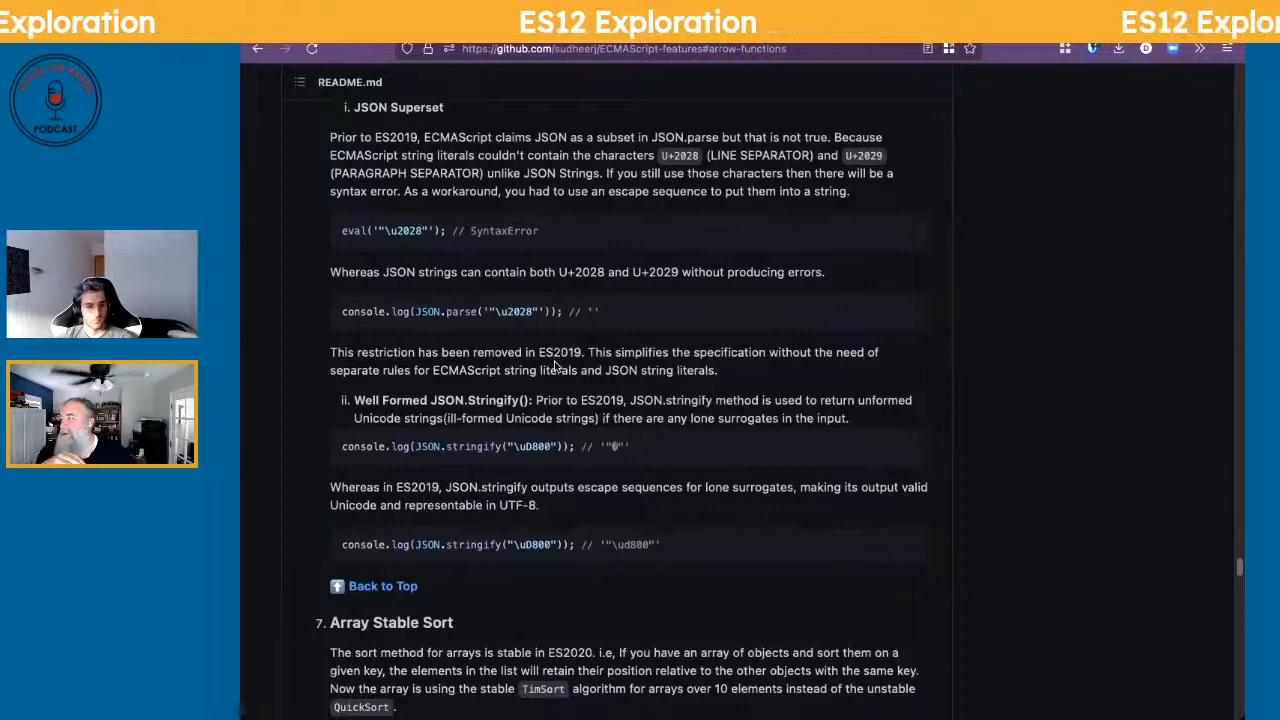 Exploration
ES12 Exploration
ES12 Explor
PODCAST
https://github.com/sudheerj/ECMAScript-features#arrow-functions
README.md
i. JSON Superset
Prior to ES2019, ECMAScript claims JSON as a subset in JSON.parse but that is not true. Because
ECMAScript string literals couldn't contain the characters U+2028 (LINE SEPARATOR) and U+2029
(PARAGRAPH SEPARATOR) unlike JSON Strings. If you still use those characters then there will be a
syntax error. As a workaround, you had to use an escape sequence to put them into a string.
eval('"\u2028"'); // SyntaxError
Whereas JSON strings can contain both U+2028 and U+2029 without producing errors.
console.log(JSON.parse('"\u2028"')); // ''
This restriction has been removed in ES2019. This simplifies the specification without the need of
separate rules for ECMAScript string literals and JSON string literals.
ii. Well Formed JSON.Stringify(): Prior to ES2019, JSON.stringify method is used to return unformed
Unicode strings(ill-formed Unicode strings) if there are any lone surrogates in the input.
console.log(JSON.stringify("\uD800")); // '"�"'
Whereas in ES2019, JSON.stringify outputs escape sequences for lone surrogates, making its output valid
Unicode and representable in UTF-8.
console.log(JSON.stringify("\uD800")); // '"\ud800"'
Back to Top
7. Array Stable Sort
The sort method for arrays is stable in ES2020. i.e, If you have an array of objects and sort them on a
given key, the elements in the list will retain their position relative to the other objects with the same key.
Now the array is using the stable TimSort algorithm for arrays over 10 elements instead of the unstable
QuickSort.